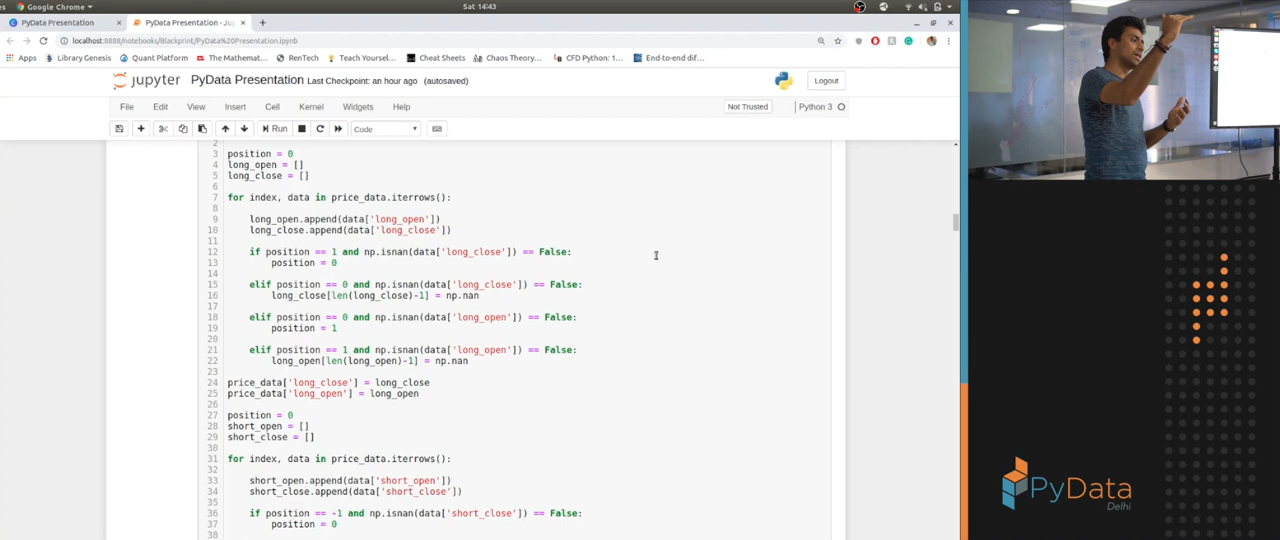 Google Chrome
Sat 14:43
PyData Presentation
PyData Presentation - Ju
localhost:8888/notebooks/Blackprint/PyData%20Presentation.ipynb
Apps Library Genesis Quant Platform The Mathemat... RenTech Teach Yoursel... Cheat Sheets Chaos Theory,... CFD Python: 1... End-to-end dif...
jupyter PyData Presentation Last Checkpoint: an hour ago (autosaved)
Logout
File Edit View Insert Cell Kernel Widgets Help
Not Trusted
Python 3
Run
Code
2
3 position = 0
4 long_open = []
5 long_close = []
6
7 for index, data in price_data.iterrows():
8
9 long_open.append(data['long_open'])
10 long_close.append(data['long_close'])
11
12 if position == 1 and np.isnan(data['long_close']) == False:
13 position = 0
14
15 elif position == 0 and np.isnan(data['long_close']) == False:
16 long_close[len(long_close)-1] = np.nan
17
18 elif position == 0 and np.isnan(data['long_open']) == False:
19 position = 1
20
21 elif position == 1 and np.isnan(data['long_open']) == False:
22 long_open[len(long_open)-1] = np.nan
23
24 price_data['long_close'] = long_close
25 price_data['long_open'] = long_open
26
27 position = 0
28 short_open = []
29 short_close = []
30
31 for index, data in price_data.iterrows():
32
33 short_open.append(data['short_open'])
34 short_close.append(data['short_close'])
35
36 if position == -1 and np.isnan(data['short_close']) == False:
37 position = 0
38
PyData
Delhi